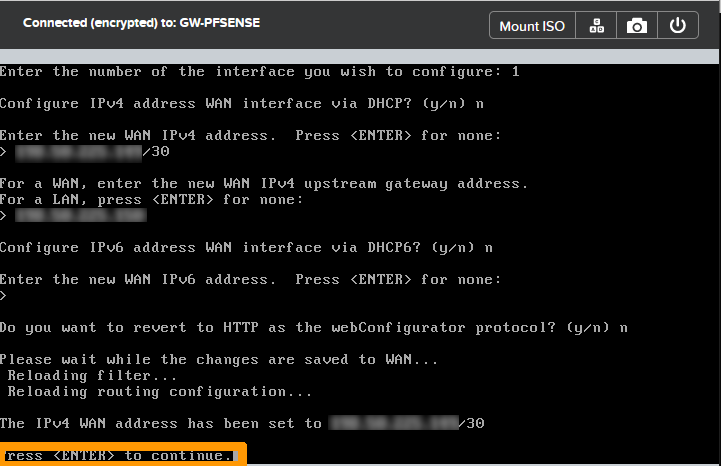 Connected (encrypted) to: GW-PFSENSE
Mount ISO
Enter the number of the interface you wish to configure: 1
Configure IPv4 address WAN interface via DHCP? (y/n) n
Enter the new WAN IPv4 address.  Press <ENTER> for none:
> /30
For a WAN, enter the new WAN IPv4 upstream gateway address.
For a LAN, press <ENTER> for none:
>
Configure IPv6 address WAN interface via DHCP6? (y/n) n
Enter the new WAN IPv6 address.  Press <ENTER> for none:
>
Do you want to revert to HTTP as the webConfigurator protocol? (y/n) n
Please wait while the changes are saved to WAN...
Reloading filter...
Reloading routing configuration...
The IPv4 WAN address has been set to /30
ress <ENTER> to continue.